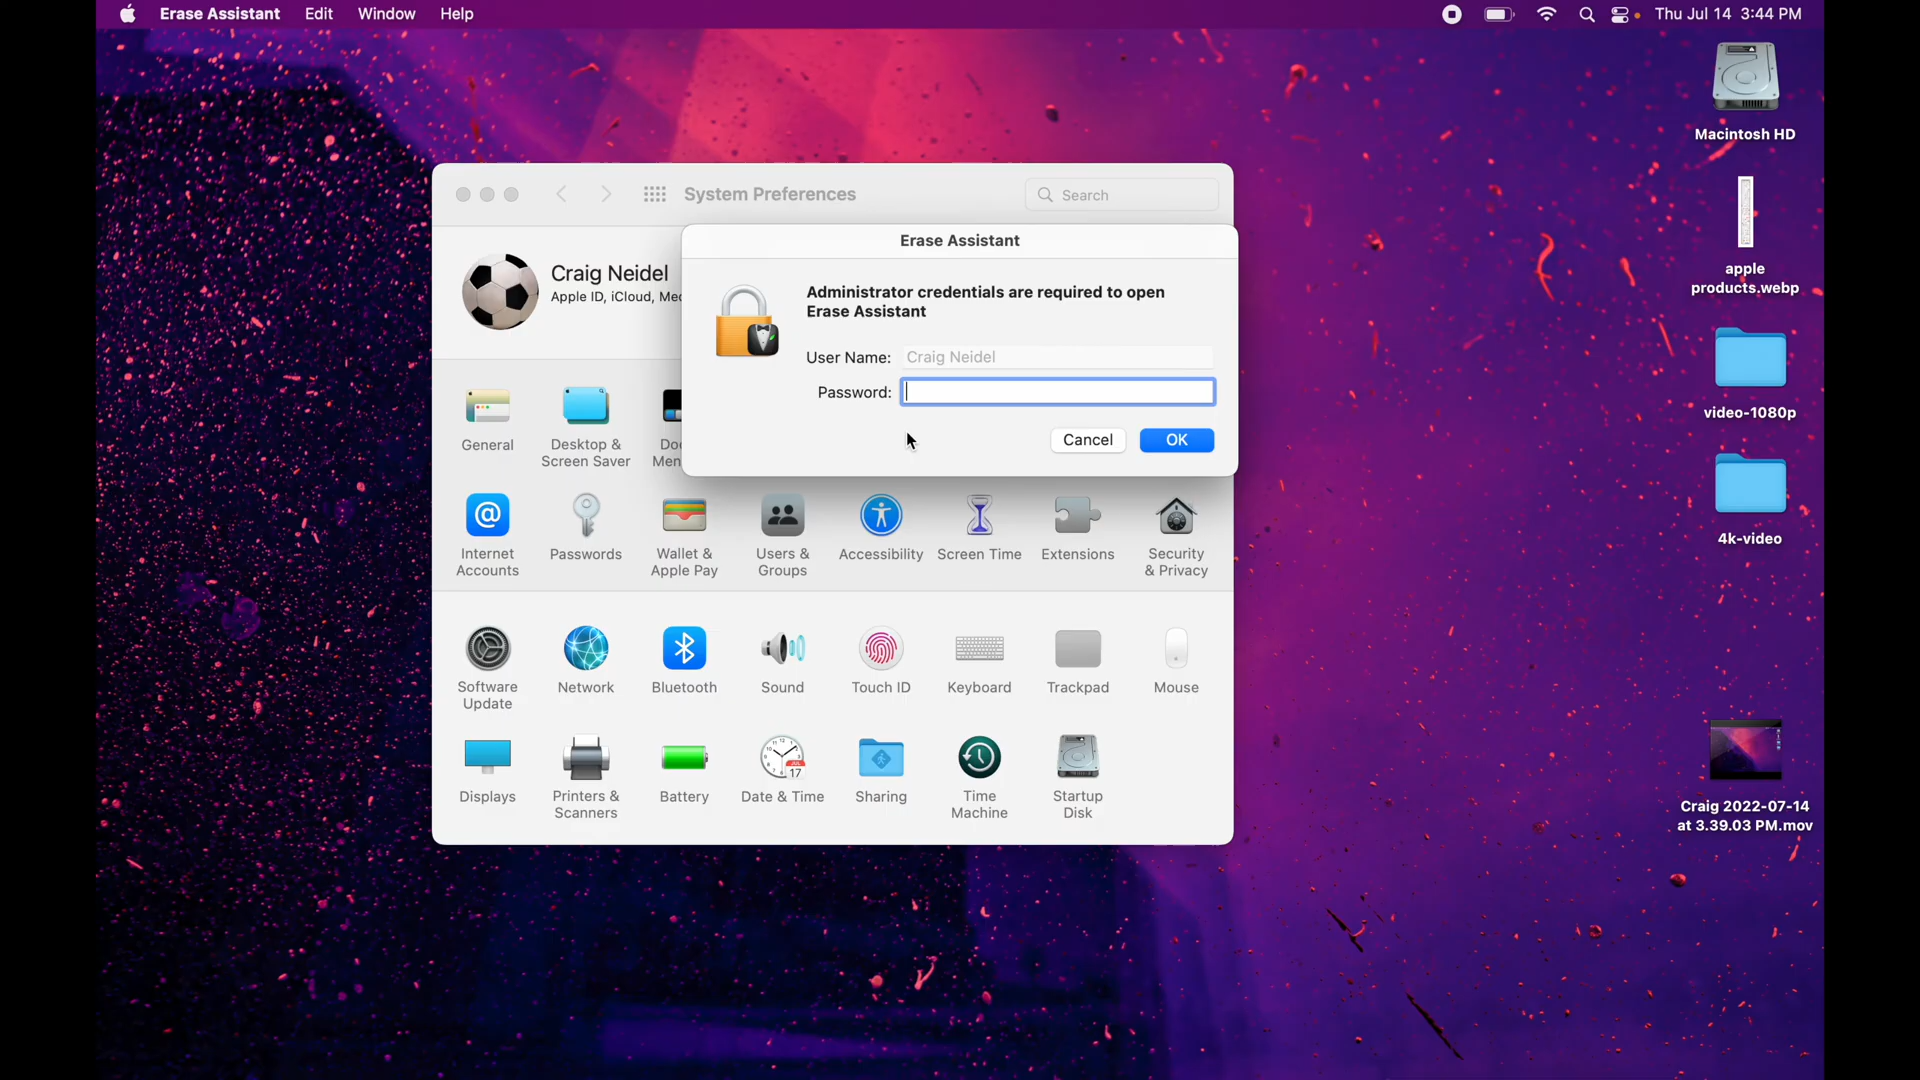 Erase Assistant Edit Window Help
Thu Jul 14 3:44 PM
Macintosh HD
apple
products.webp
video-1080p
4k-video
Craig 2022-07-14
at 3.39.03 PM.mov
System Preferences
Search
Craig Neidel
Apple ID, iCloud, Me
Erase Assistant
Administrator credentials are required to open
Erase Assistant
User Name: Craig Neidel
Password:
Cancel OK
General
Desktop &
Screen Saver
Internet
Accounts
Passwords
Wallet &
Apple Pay
Users &
Groups
Accessibility
Screen Time
Extensions
Security
& Privacy
Software
Update
Network
Bluetooth
Sound
Touch ID
Keyboard
Trackpad
Mouse
Displays
Printers &
Scanners
Battery
JUL
17
Date & Time
Sharing
Time
Machine
Startup
Disk